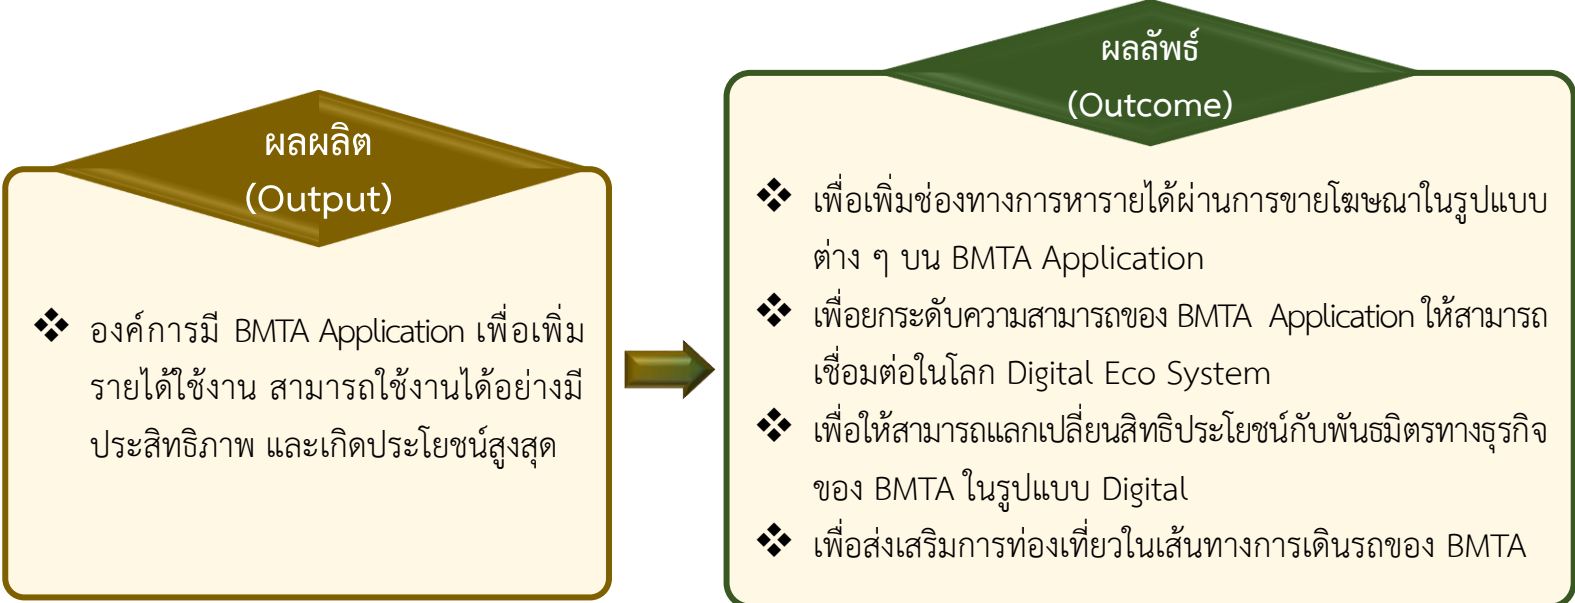 ผลผลิต
(Output)
❖ องค์การมี BMTA Application เพื่อเพิ่ม
รายได้ใช้งาน สามารถใช้งานได้อย่างมี
ประสิทธิภาพ และเกิดประโยชน์สูงสุด
ผลลัพธ์
(Outcome)
❖ เพื่อเพิ่มช่องทางการหารายได้ผ่านการขายโฆษณาในรูปแบบ
ต่าง ๆ บน BMTA Application
❖ เพื่อยกระดับความสามารถของ BMTA Application ให้สามารถ
เชื่อมต่อในโลก Digital Eco System
❖ เพื่อให้สามารถแลกเปลี่ยนสิทธิประโยชน์กับพันธมิตรทางธุรกิจ
ของ BMTA ในรูปแบบ Digital
❖ เพื่อส่งเสริมการท่องเที่ยวในเส้นทางการเดินรถของ BMTA